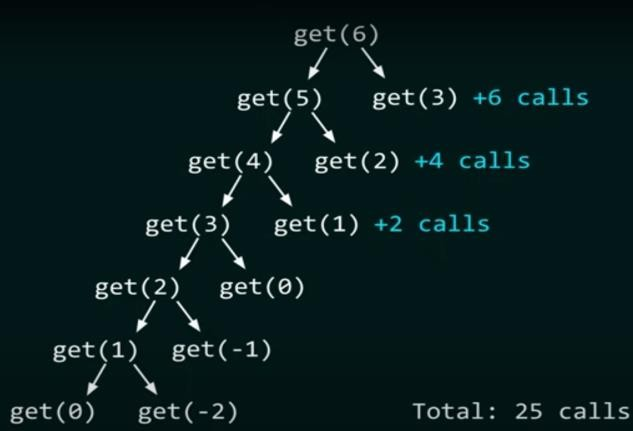 get(6)
get(5) get(3) +6 calls
get(4) get(2) +4 calls
get(3) get(1) +2 calls
get(2) get(0)
get(1) get(-1)
get(0) get(-2) Total: 25 calls